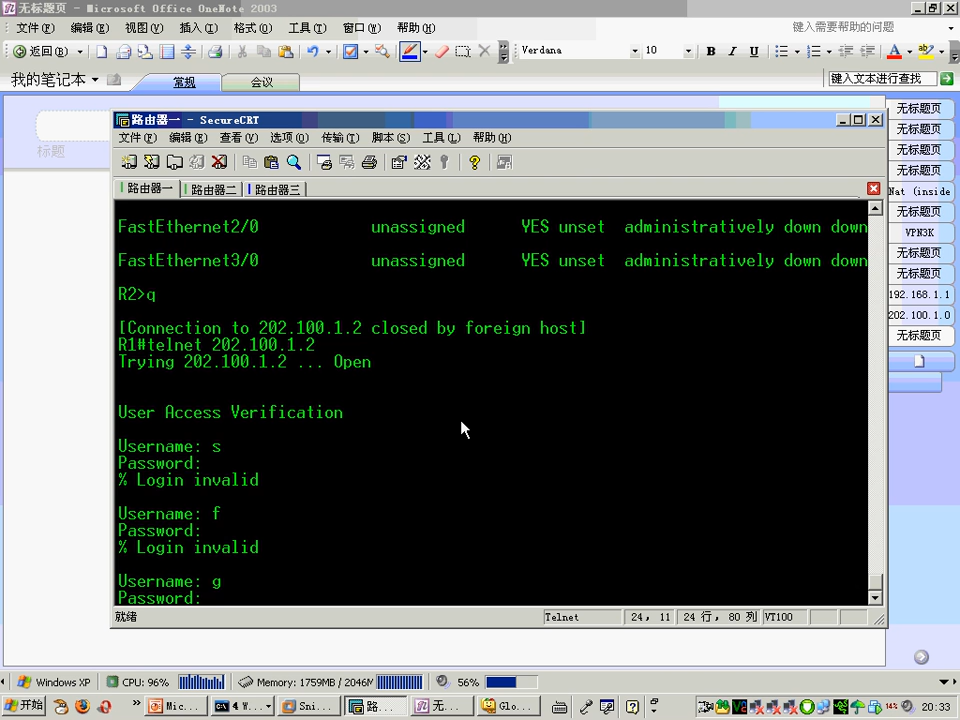 无标题页 - Microsoft Office OneNote 2003
文件(F) 编辑(E) 视图(V) 插入(I) 格式(O) 工具(T) 窗口(W) 帮助(H) 键入需要帮助的问题
返回(B) Verdana 10 B I U
我的笔记本 常规 会议 键入文本进行查找
标题
路由器一 - SecureCRT
文件(F) 编辑(E) 查看(V) 选项(O) 传输(T) 脚本(S) 工具(L) 帮助(H)
路由器一 路由器二 路由器三
FastEthernet2/0 unassigned YES unset administratively down down
FastEthernet3/0 unassigned YES unset administratively down down
R2>q
[Connection to 202.100.1.2 closed by foreign host]
R1#telnet 202.100.1.2
Trying 202.100.1.2 ... Open
User Access Verification
Username: s
Password:
% Login invalid
Username: f
Password:
% Login invalid
Username: g
Password:
就绪 Telnet 24, 11 24 行, 80 列 VT100
无标题页
无标题页
无标题页
无标题页
Nat (inside
无标题页
VPN3K
无标题页
无标题页
192.168.1.1
202.100.1.0
无标题页
Windows XP CPU: 96% Memory: 1759MB / 2046M 56%
开始 Mic... 4 W... Sni... 路... 无... Glo... 14% 20:33